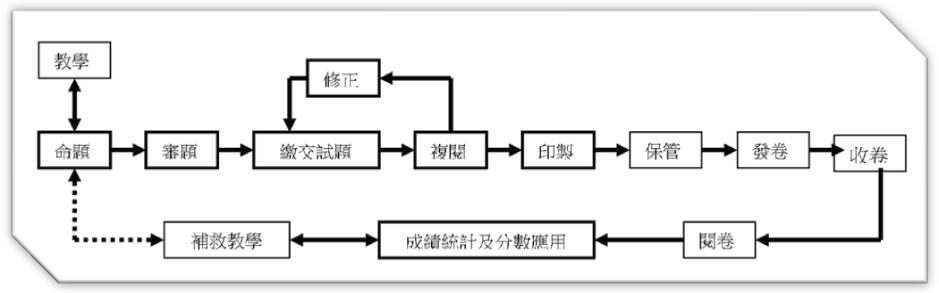 教學
修正
命題
審題
繳交試題
複閱
印製
保管
發卷
收卷
補救教學
成績統計及分數應用
閱卷